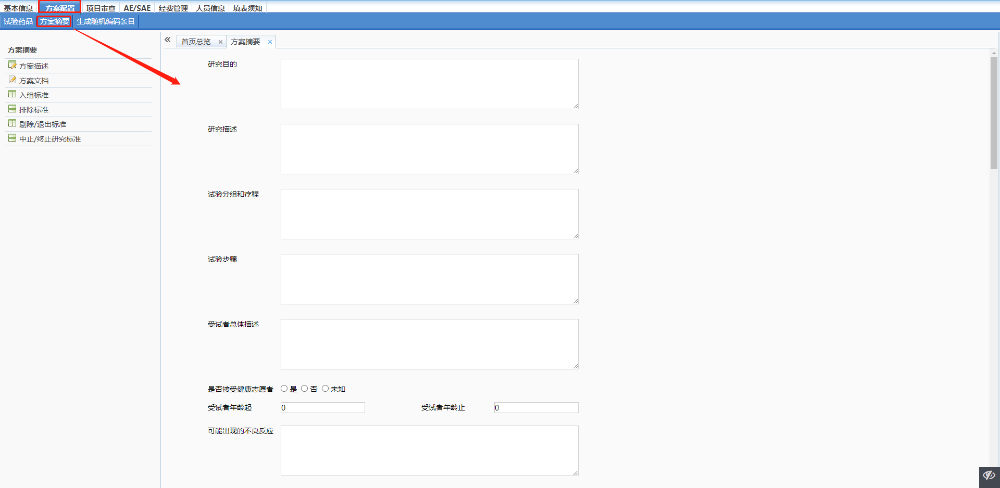 基本信息 方案配置 项目审查 AE/SAE 经费管理 人员信息 填表须知
试验药品 方案摘要 生成随机编码条目
方案摘要
方案描述
方案文档
入组标准
排除标准
剔除/退出标准
中止/终止研究标准
首页总览 方案摘要
研究目的
研究描述
试验分组和疗程
试验步骤
受试者总体描述
是否接受健康志愿者 是 否 未知
受试者年龄起 0 受试者年龄止 0
可能出现的不良反应